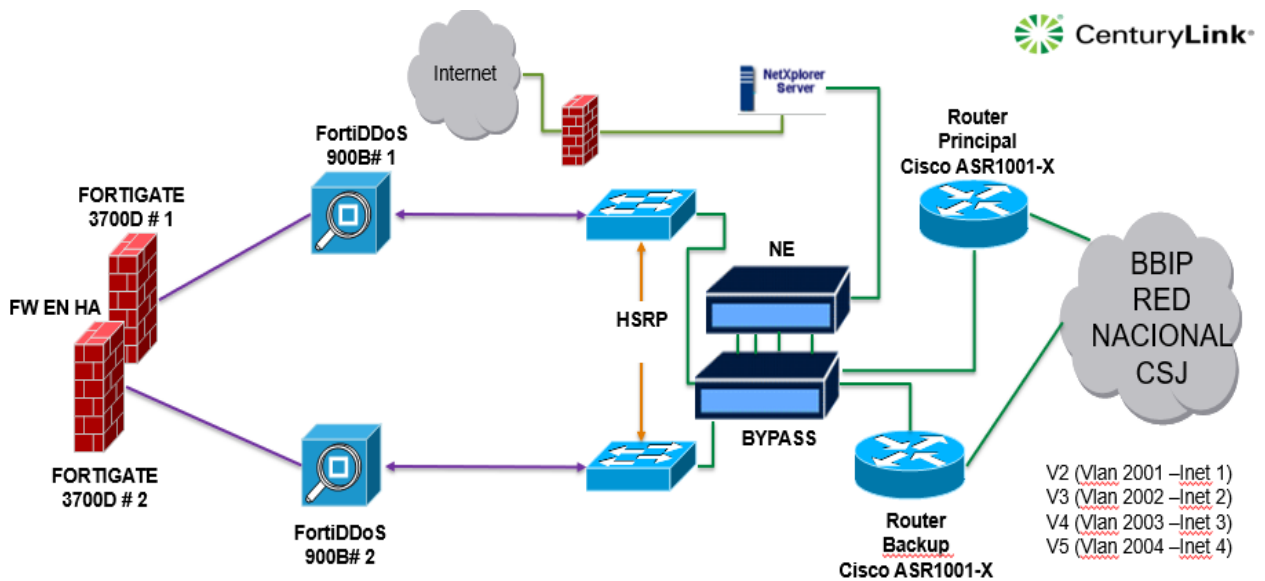 CenturyLink®
Internet
NetXplorer
Server
Router
Principal
Cisco ASR1001-X
FortiDDoS
900B# 1
FORTIGATE
3700D # 1
FW EN HA
NE
HSRP
BBIP
RED
NACIONAL
CSJ
BYPASS
FORTIGATE
3700D # 2
FortiDDoS
900B# 2
Router
Backup
Cisco ASR1001-X
V2 (Vlan 2001 –Inet 1)
V3 (Vlan 2002 –Inet 2)
V4 (Vlan 2003 –Inet 3)
V5 (Vlan 2004 –Inet 4)